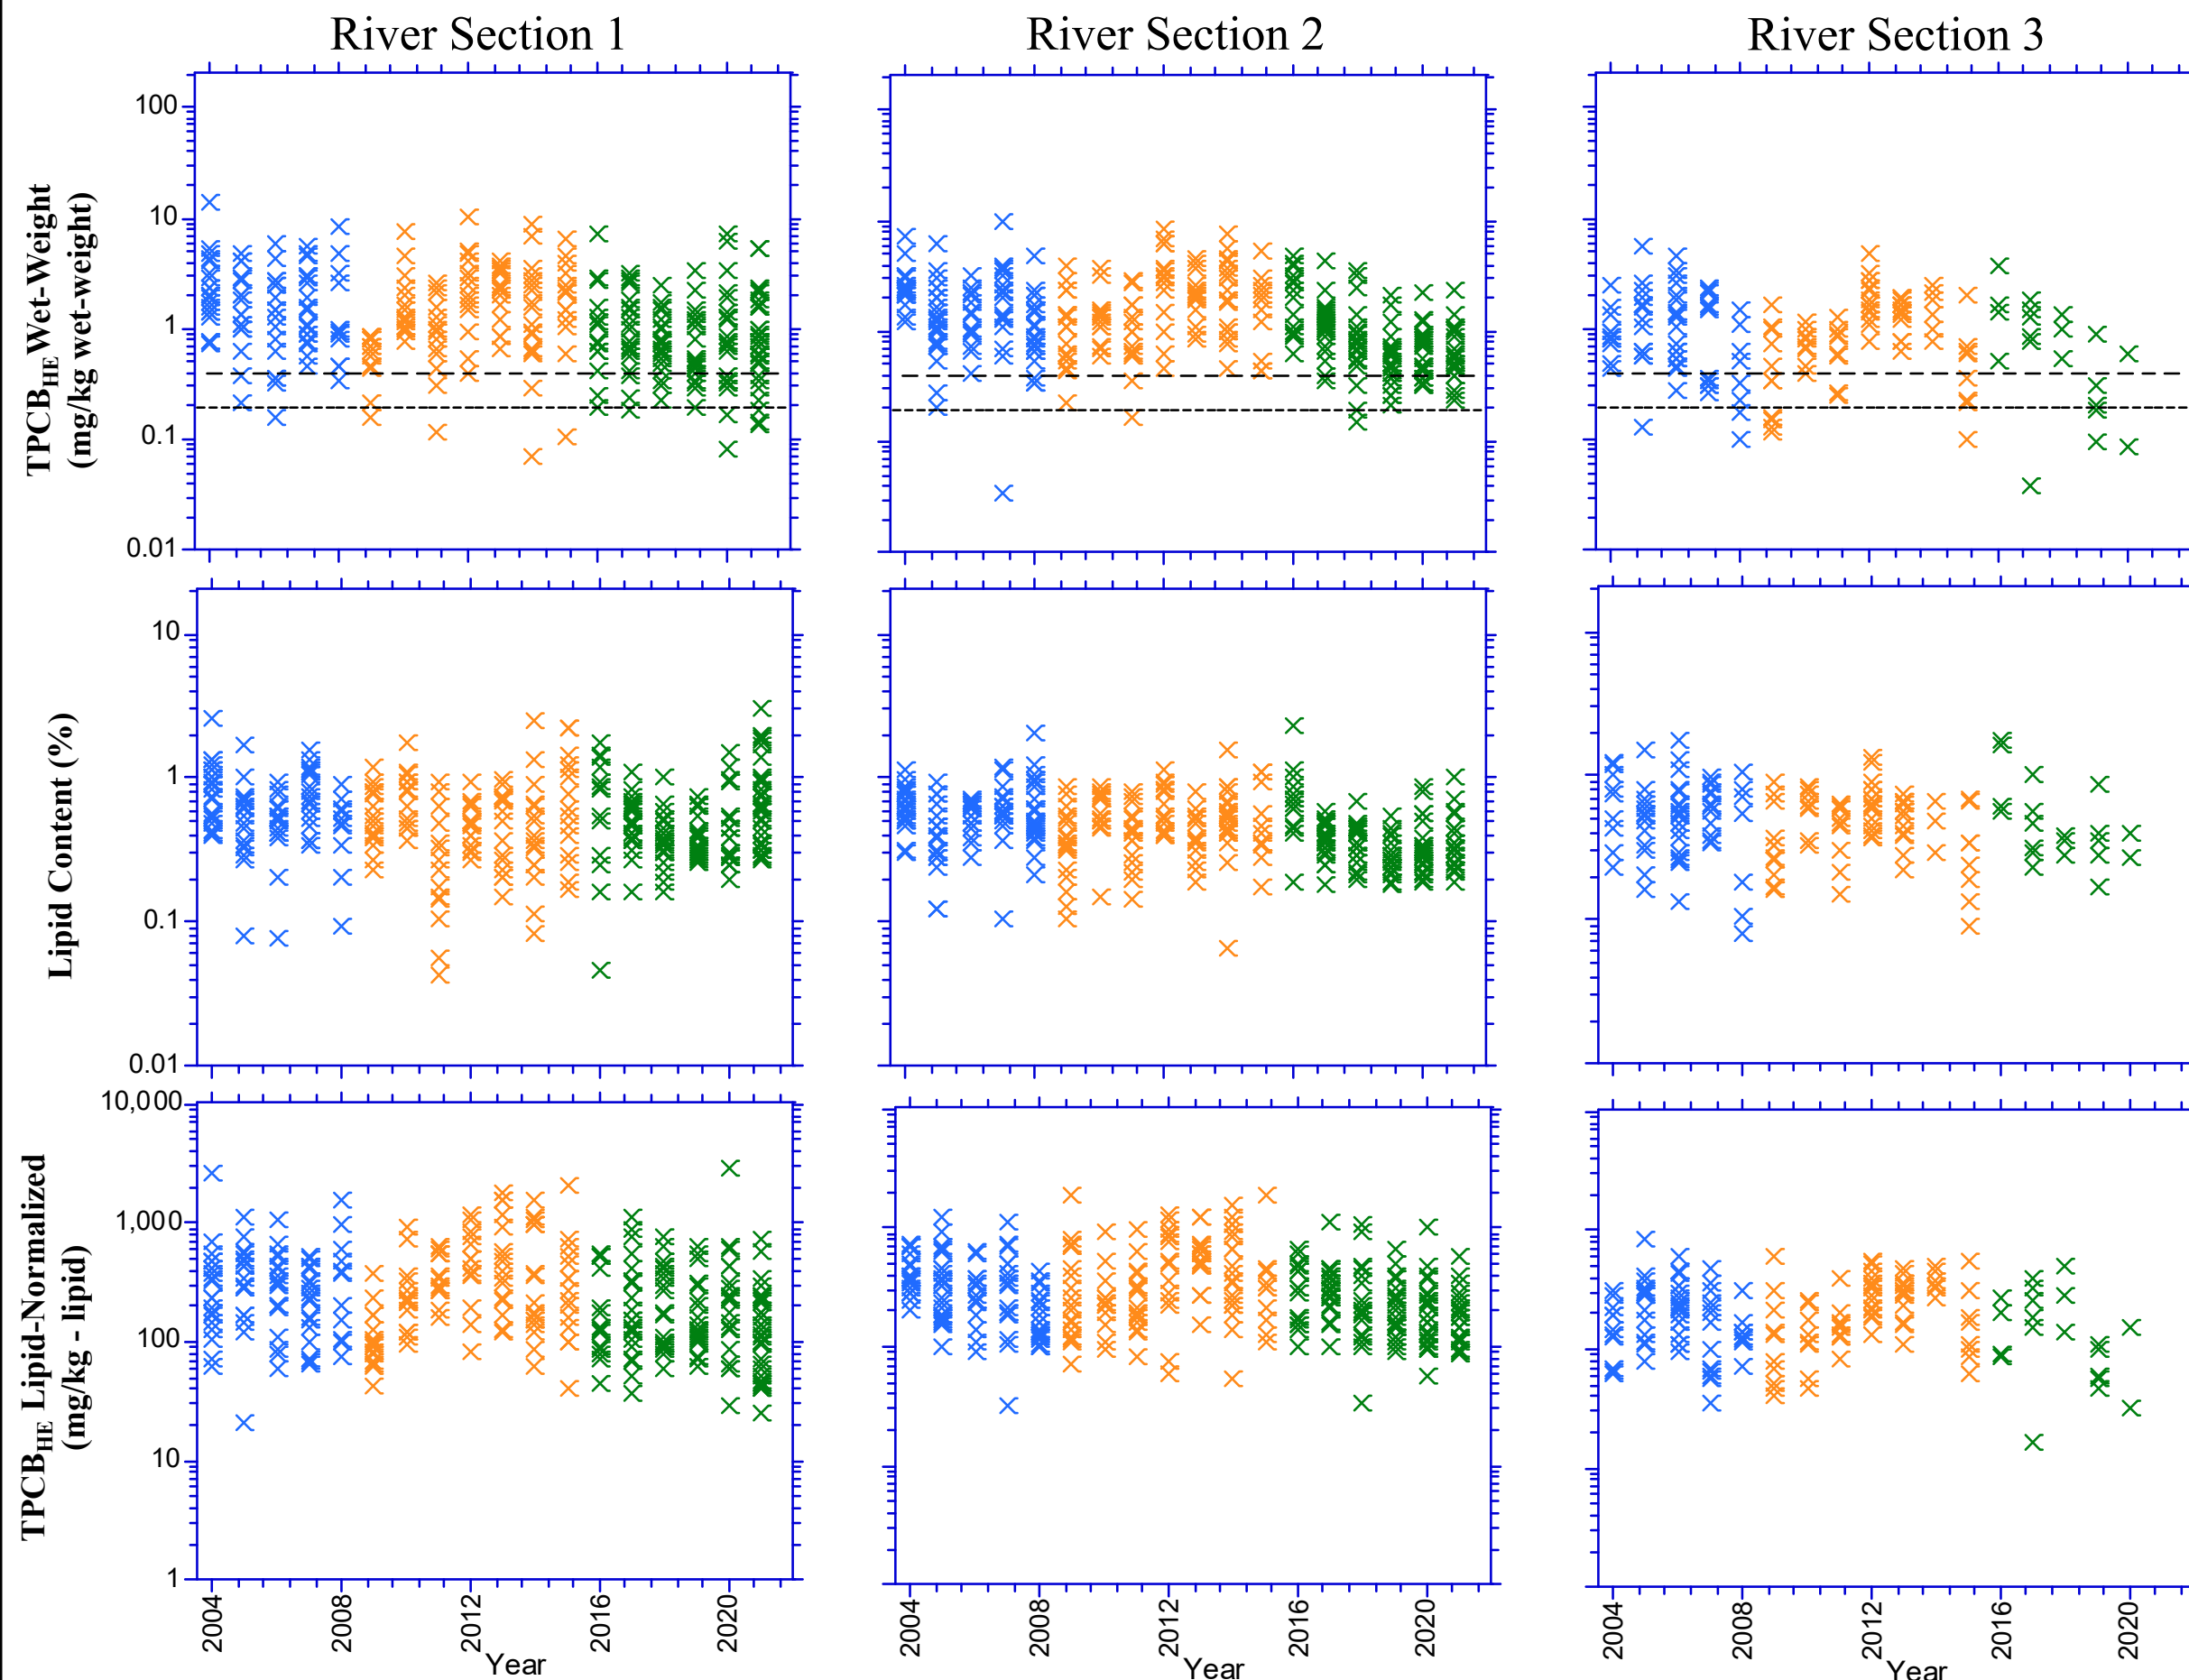 River Section 1
River Section 2
River Section 3
TPCBHE Wet-Weight
(mg/kg wet-weight)
100
10
1
0.1
0.01
Lipid Content (%)
10
1
0.1
0.01
TPCBHE Lipid-Normalized
(mg/kg - lipid)
10,000
1,000
100
10
1
2004 2008 2012 2016 2020
Year
2004 2008 2012 2016 2020
Year
2004 2008 2012 2016 2020
Year